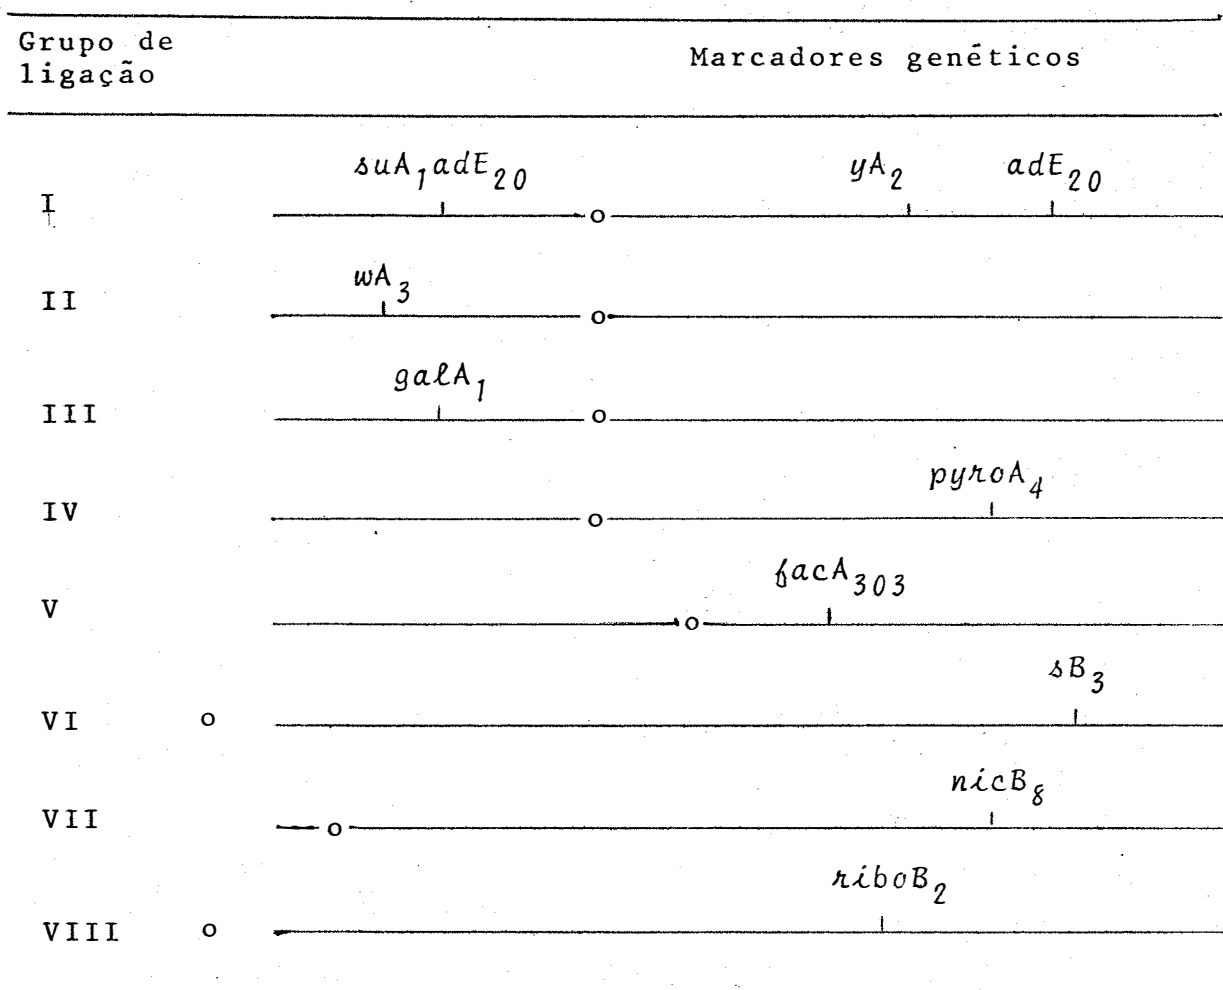 Grupo de
ligação
Marcadores genéticos
I
suA1adE20
yA2
adE20
II
wA3
III
galA1
IV
pyroA4
V
facA303
VI
sB3
VII
nicB8
VIII
riboB2